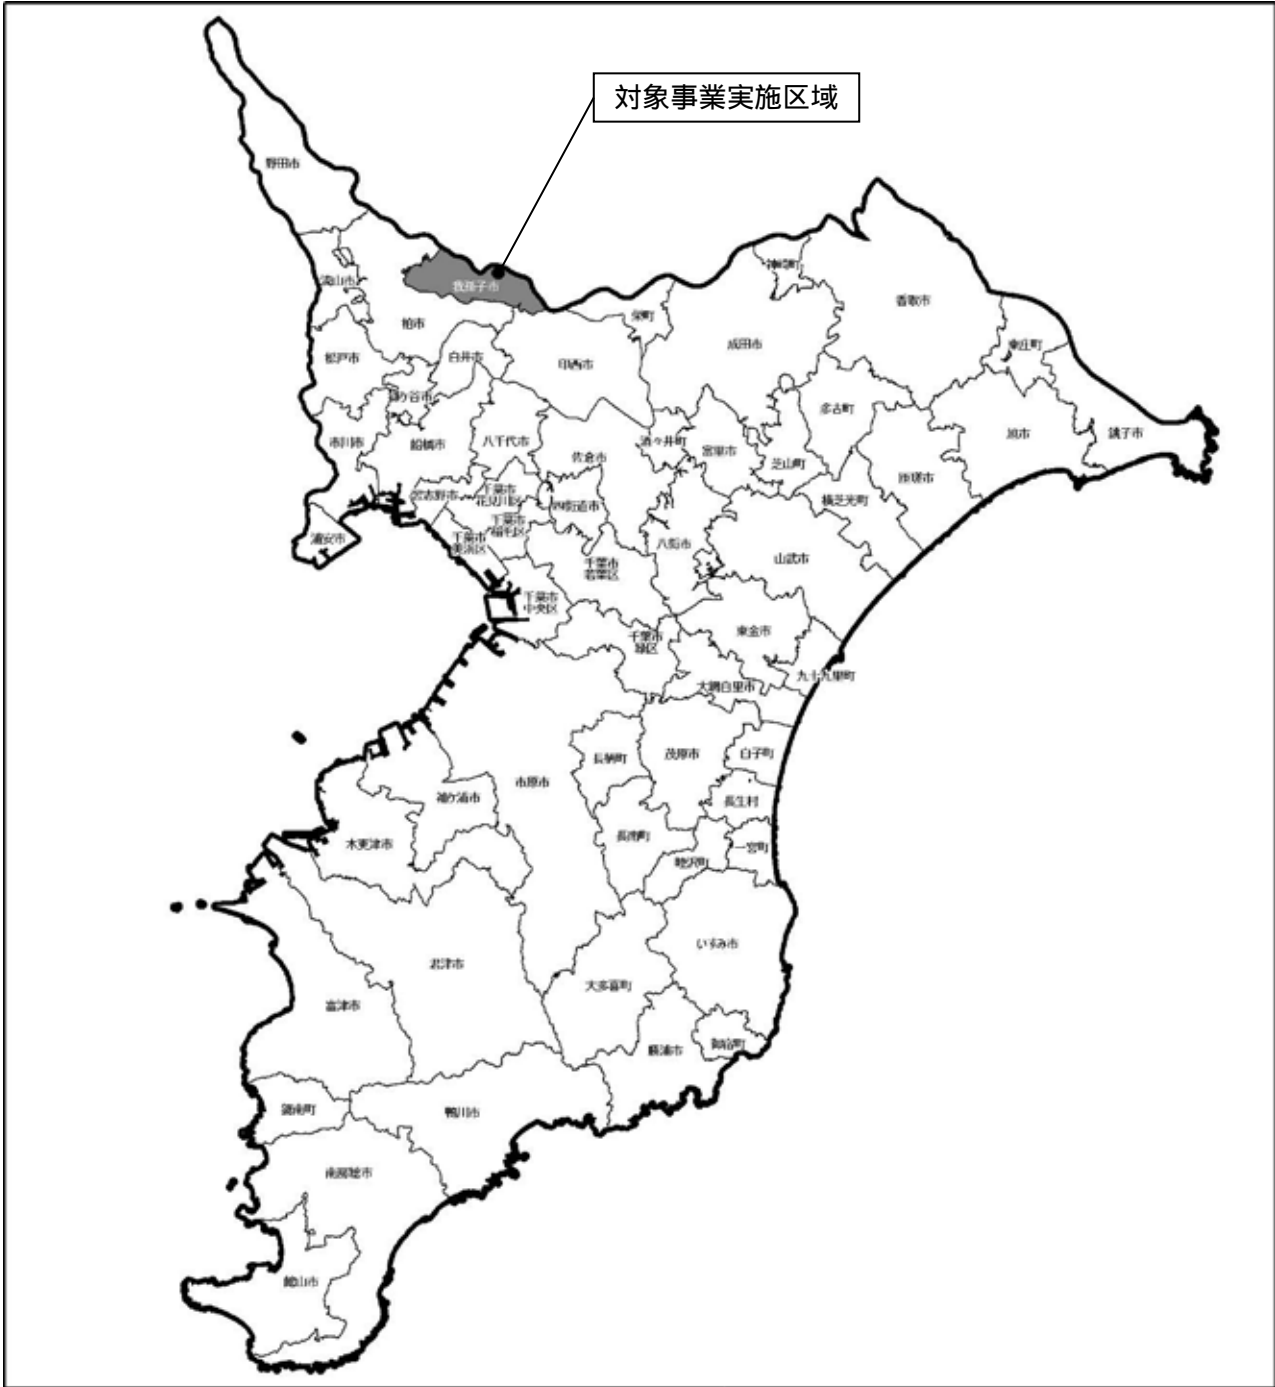 対象事業実施区域
野田市
流山市
我孫子市
柏市
松戸市
白井市
鎌ケ谷市
市川市
船橋市
八千代市
印西市
栄町
成田市
神崎町
香取市
東庄町
多古町
旭市
銚子市
佐倉市
酒々井町
富里市
芝山町
匝瑳市
横芝光町
浦安市
習志野市
千葉市
花見川区
千葉市
稲毛区
千葉市
美浜区
四街道市
八街市
山武市
千葉市
若葉区
千葉市
中央区
千葉市
緑区
東金市
大網白里市
九十九里町
市原市
長柄町
茂原市
白子町
袖ケ浦市
長生村
木更津市
長南町
睦沢町
一宮町
君津市
いすみ市
富津市
大多喜町
勝浦市
御宿町
鋸南町
鴨川市
南房総市
館山市